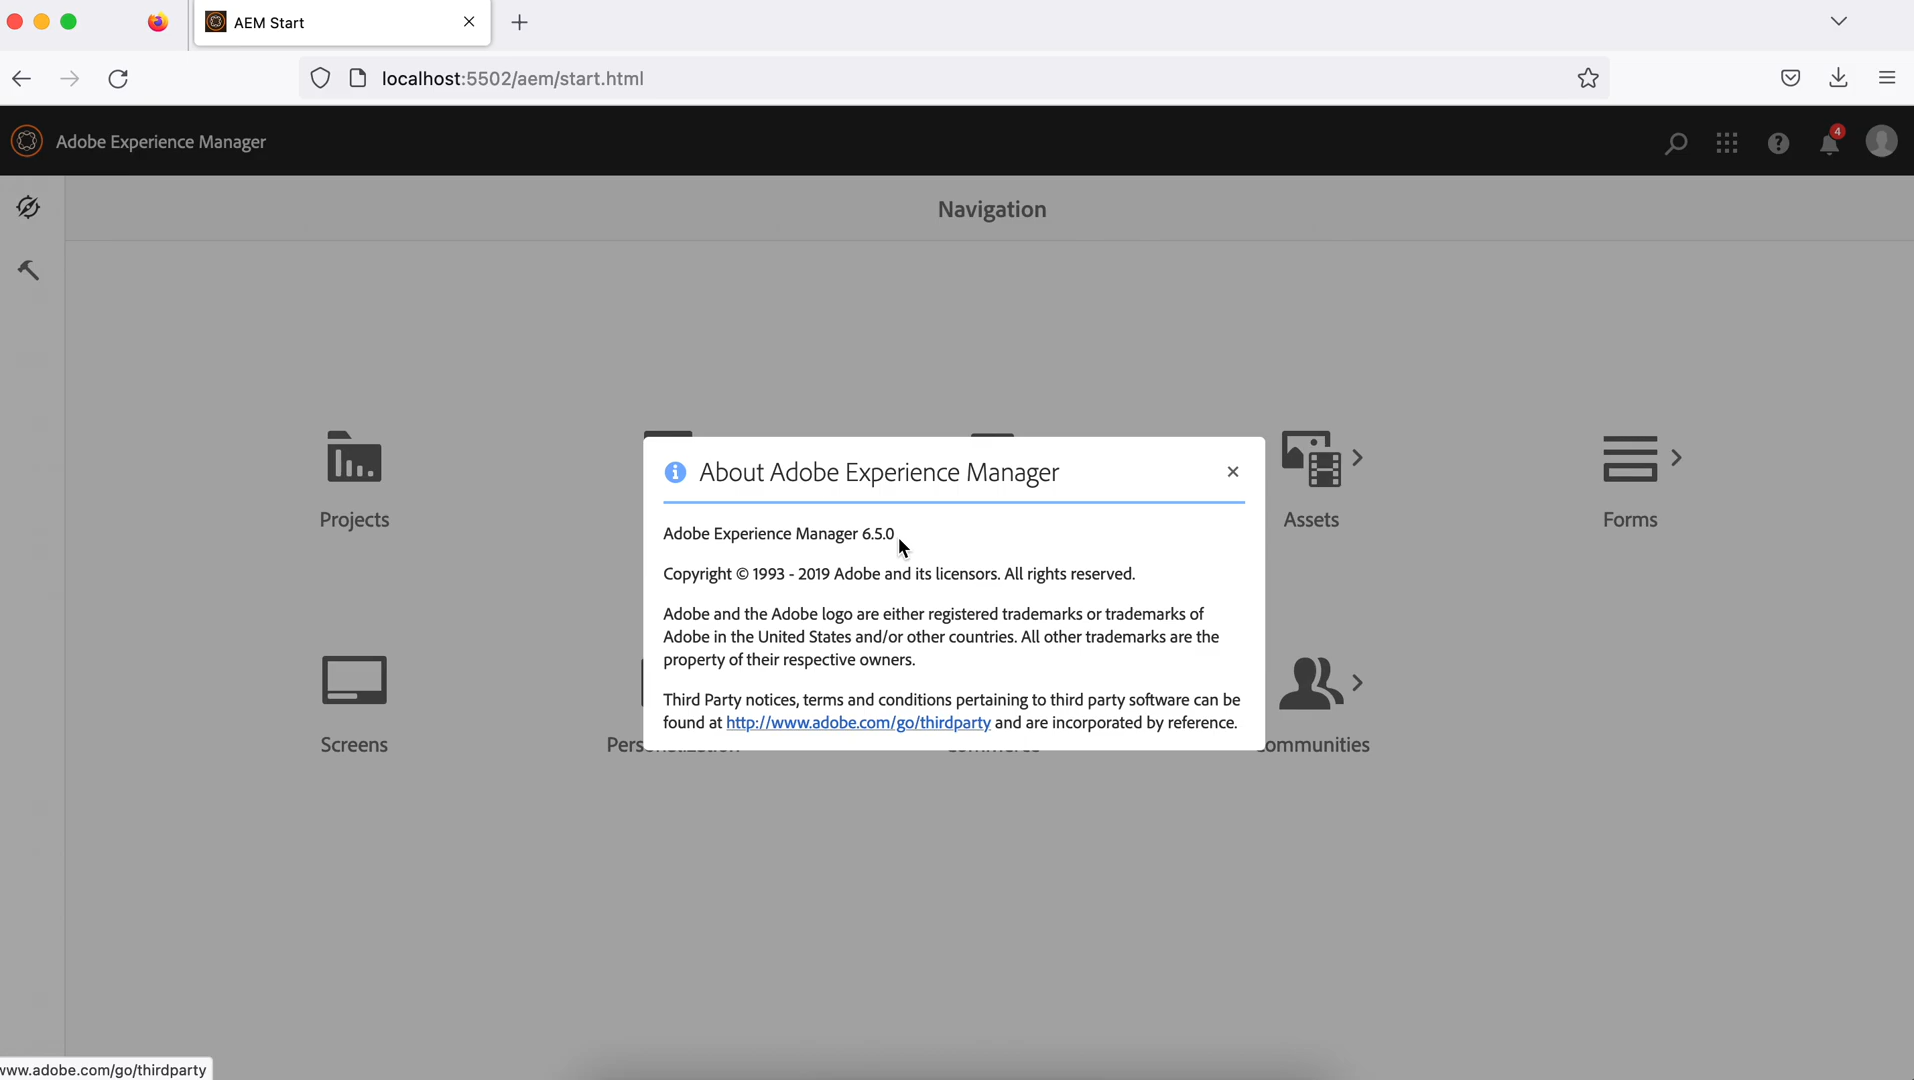 AEM Start
localhost:5502/aem/start.html
Adobe Experience Manager
4
Navigation
Projects
Assets
Forms
About Adobe Experience Manager
Adobe Experience Manager 6.5.0
Copyright © 1993 - 2019 Adobe and its licensors. All rights reserved.
Adobe and the Adobe logo are either registered trademarks or trademarks of
Adobe in the United States and/or other countries. All other trademarks are the
property of their respective owners.
Third Party notices, terms and conditions pertaining to third party software can be
found at http://www.adobe.com/go/thirdparty and are incorporated by reference.
Screens
ommunities
www.adobe.com/go/thirdparty